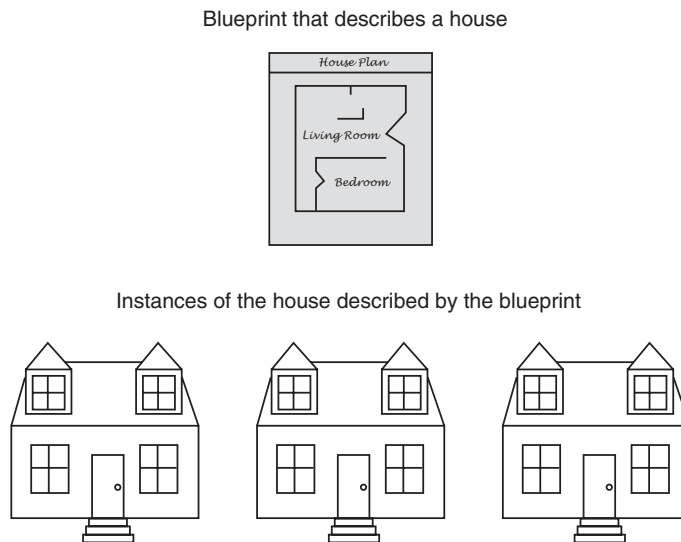 Blueprint that describes a house
House Plan
Living Room
Bedroom
Instances of the house described by the blueprint